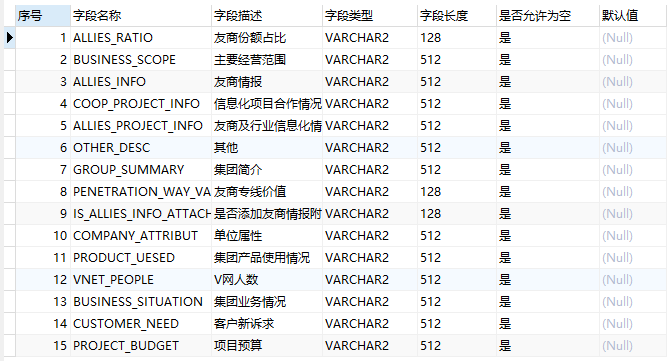 序号 字段名称 字段描述 字段类型 字段长度 是否允许为空 默认值
1 ALLIES_RATIO 友商份额占比 VARCHAR2 128 是 (Null)
2 BUSINESS_SCOPE 主要经营范围 VARCHAR2 512 是 (Null)
3 ALLIES_INFO 友商情报 VARCHAR2 512 是 (Null)
4 COOP_PROJECT_INFO 信息化项目合作情况 VARCHAR2 512 是 (Null)
5 ALLIES_PROJECT_INFO 友商及行业信息化情 VARCHAR2 512 是 (Null)
6 OTHER_DESC 其他 VARCHAR2 512 是 (Null)
7 GROUP_SUMMARY 集团简介 VARCHAR2 512 是 (Null)
8 PENETRATION_WAY_VA 友商专线价值 VARCHAR2 128 是 (Null)
9 IS_ALLIES_INFO_ATTACH 是否添加友商情报附 VARCHAR2 128 是 (Null)
10 COMPANY_ATTRIBUT 单位属性 VARCHAR2 512 是 (Null)
11 PRODUCT_UESED 集团产品使用情况 VARCHAR2 512 是 (Null)
12 VNET_PEOPLE V网人数 VARCHAR2 512 是 (Null)
13 BUSINESS_SITUATION 集团业务情况 VARCHAR2 512 是 (Null)
14 CUSTOMER_NEED 客户新诉求 VARCHAR2 512 是 (Null)
15 PROJECT_BUDGET 项目预算 VARCHAR2 512 是 (Null)